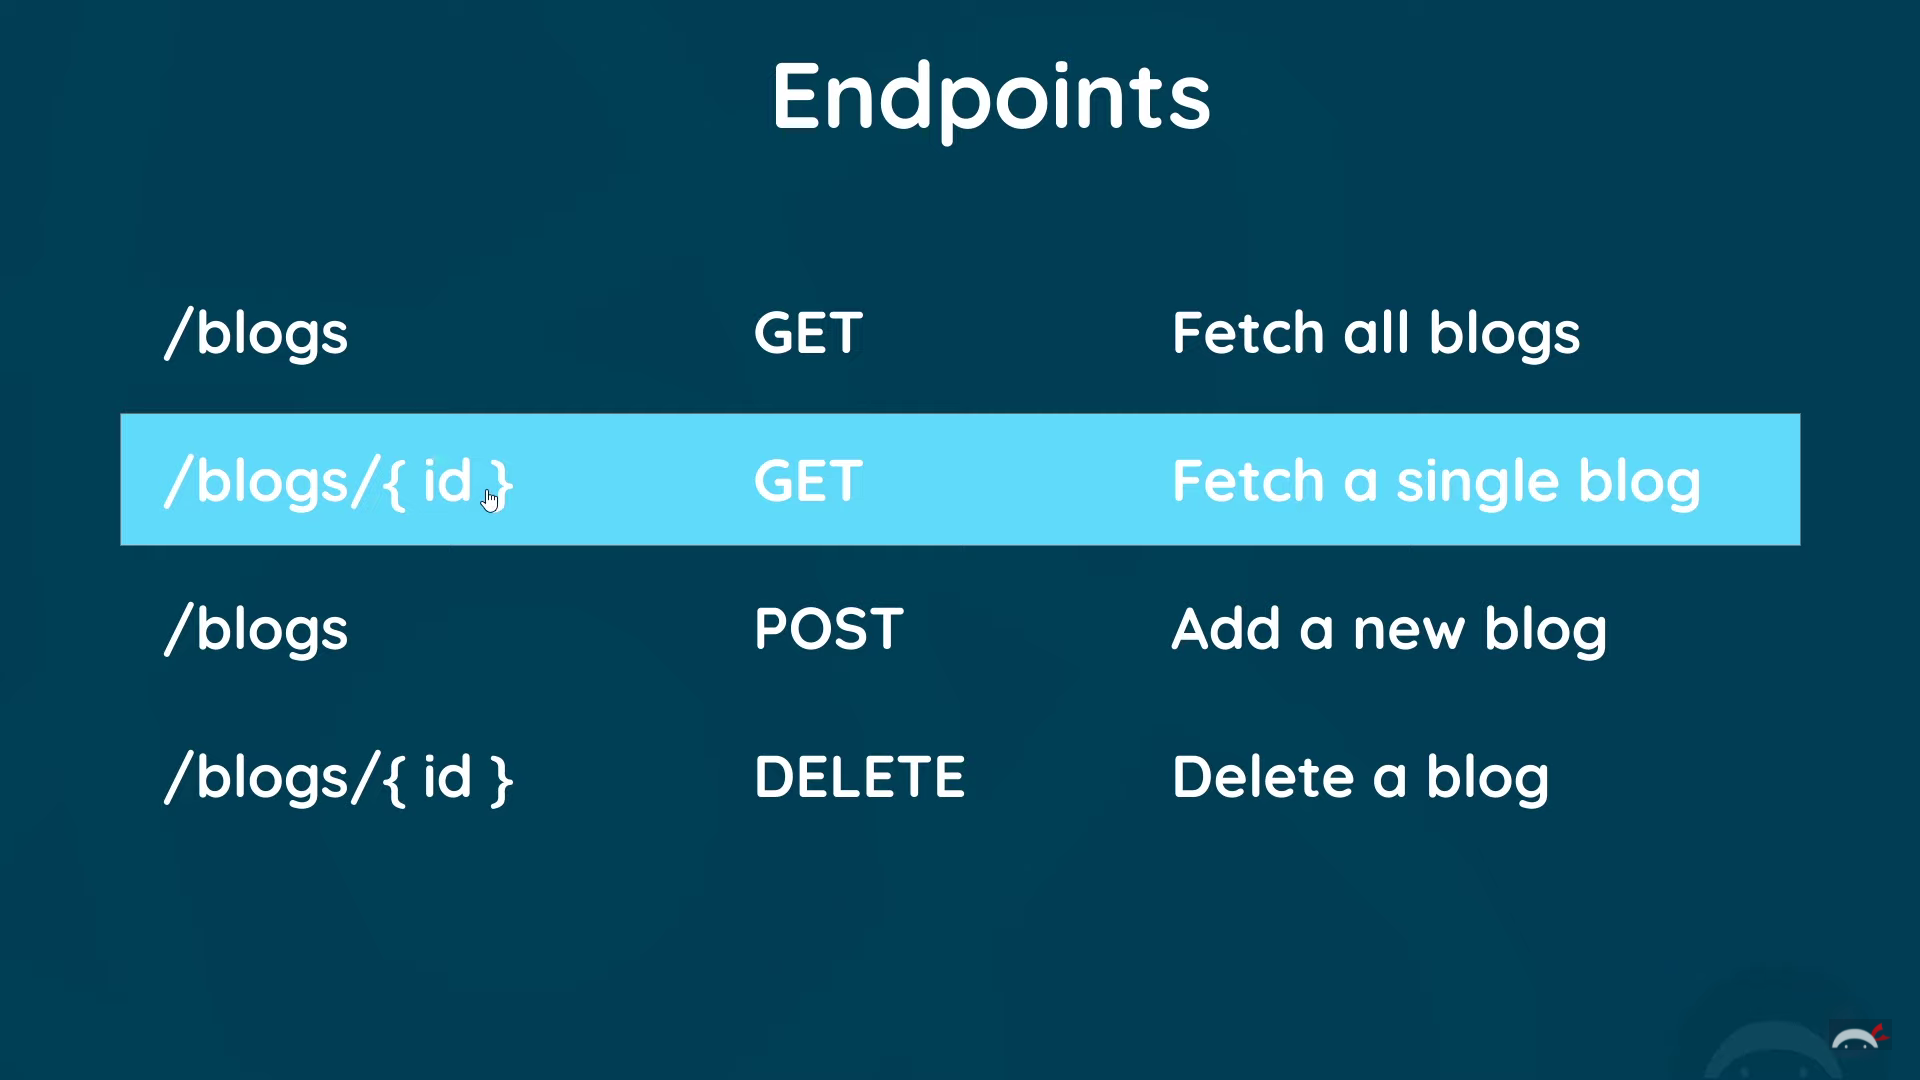 Endpoints
/blogs GET Fetch all blogs
/blogs/{ id } GET Fetch a single blog
/blogs POST Add a new blog
/blogs/{ id } DELETE Delete a blog